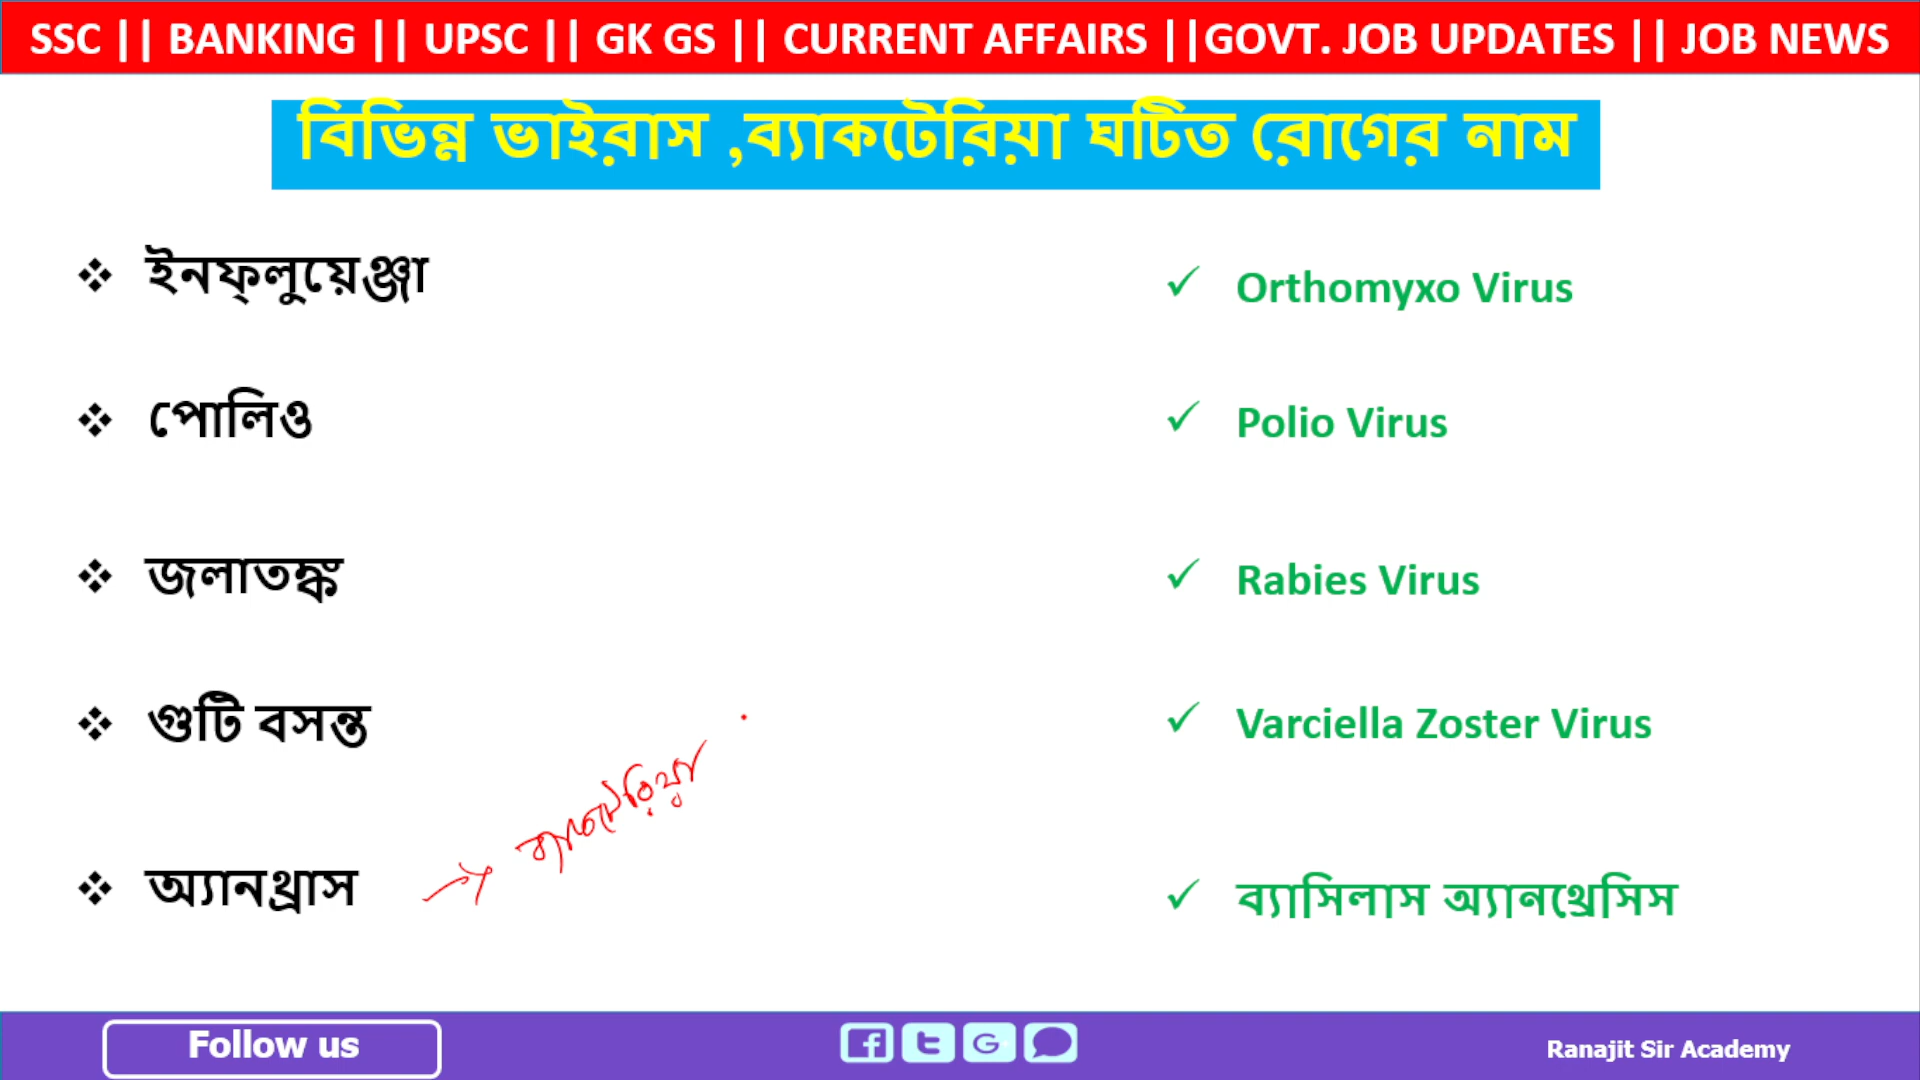 SSC || BANKING || UPSC || GK GS || CURRENT AFFAIRS ||GOVT. JOB UPDATES || JOB NEWS
বিভিন্ন ভাইরাস ,ব্যাকটেরিয়া ঘটিত রোগের নাম
ইনফ্লুয়েঞ্জা Orthomyxo Virus
পোলিও Polio Virus
জলাতঙ্ক Rabies Virus
গুটি বসন্ত Varciella Zoster Virus
ব্যাকটেরিয়া
অ্যানথ্রাস ব্যাসিলাস অ্যানথ্রেসিস
Follow us
Ranajit Sir Academy